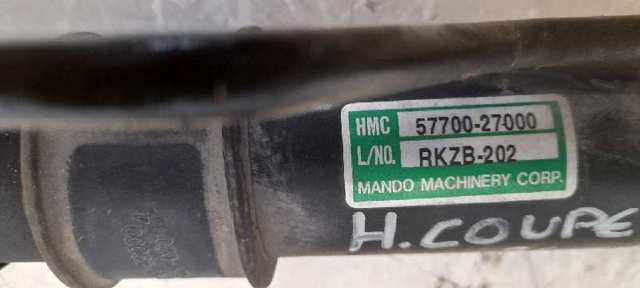 HMC 57700-27000
L/NO. RKZB-202
MANDO MACHINERY CORP.
H. COUPE